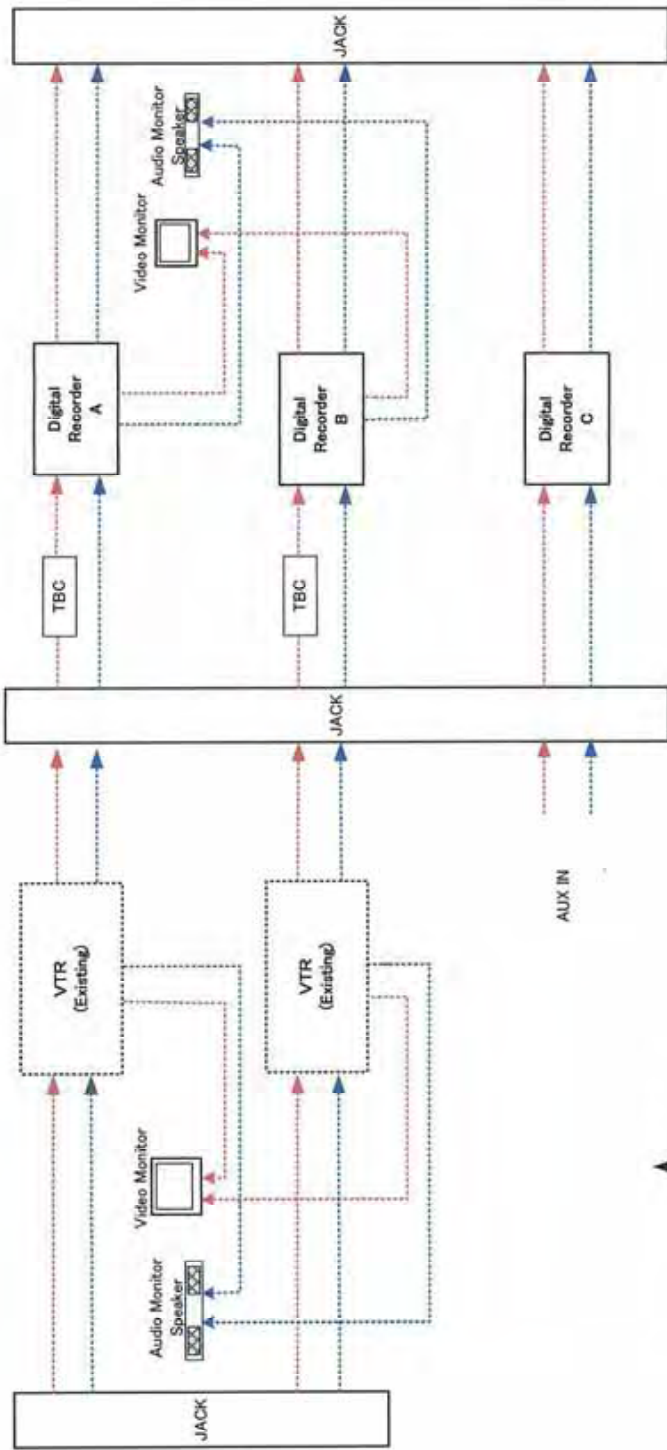 JACK
Audio Monitor
Speaker
Video Monitor
VTR
(Existing)
VTR
(Existing)
AUX IN
JACK
TBC
Digital
Recorder
A
TBC
Digital
Recorder
B
Digital
Recorder
C
Video Monitor
Audio Monitor
Speaker
JACK